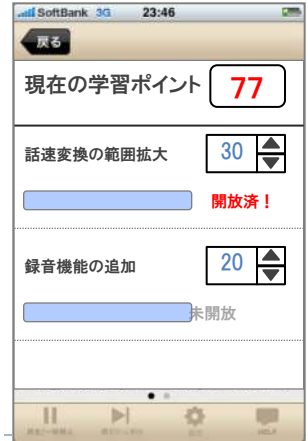 SoftBank 3G 23:46
戻る
現在の学習ポイント 77
話速変換の範囲拡大 30
開放済！
録音機能の追加 20
未開放
HELP